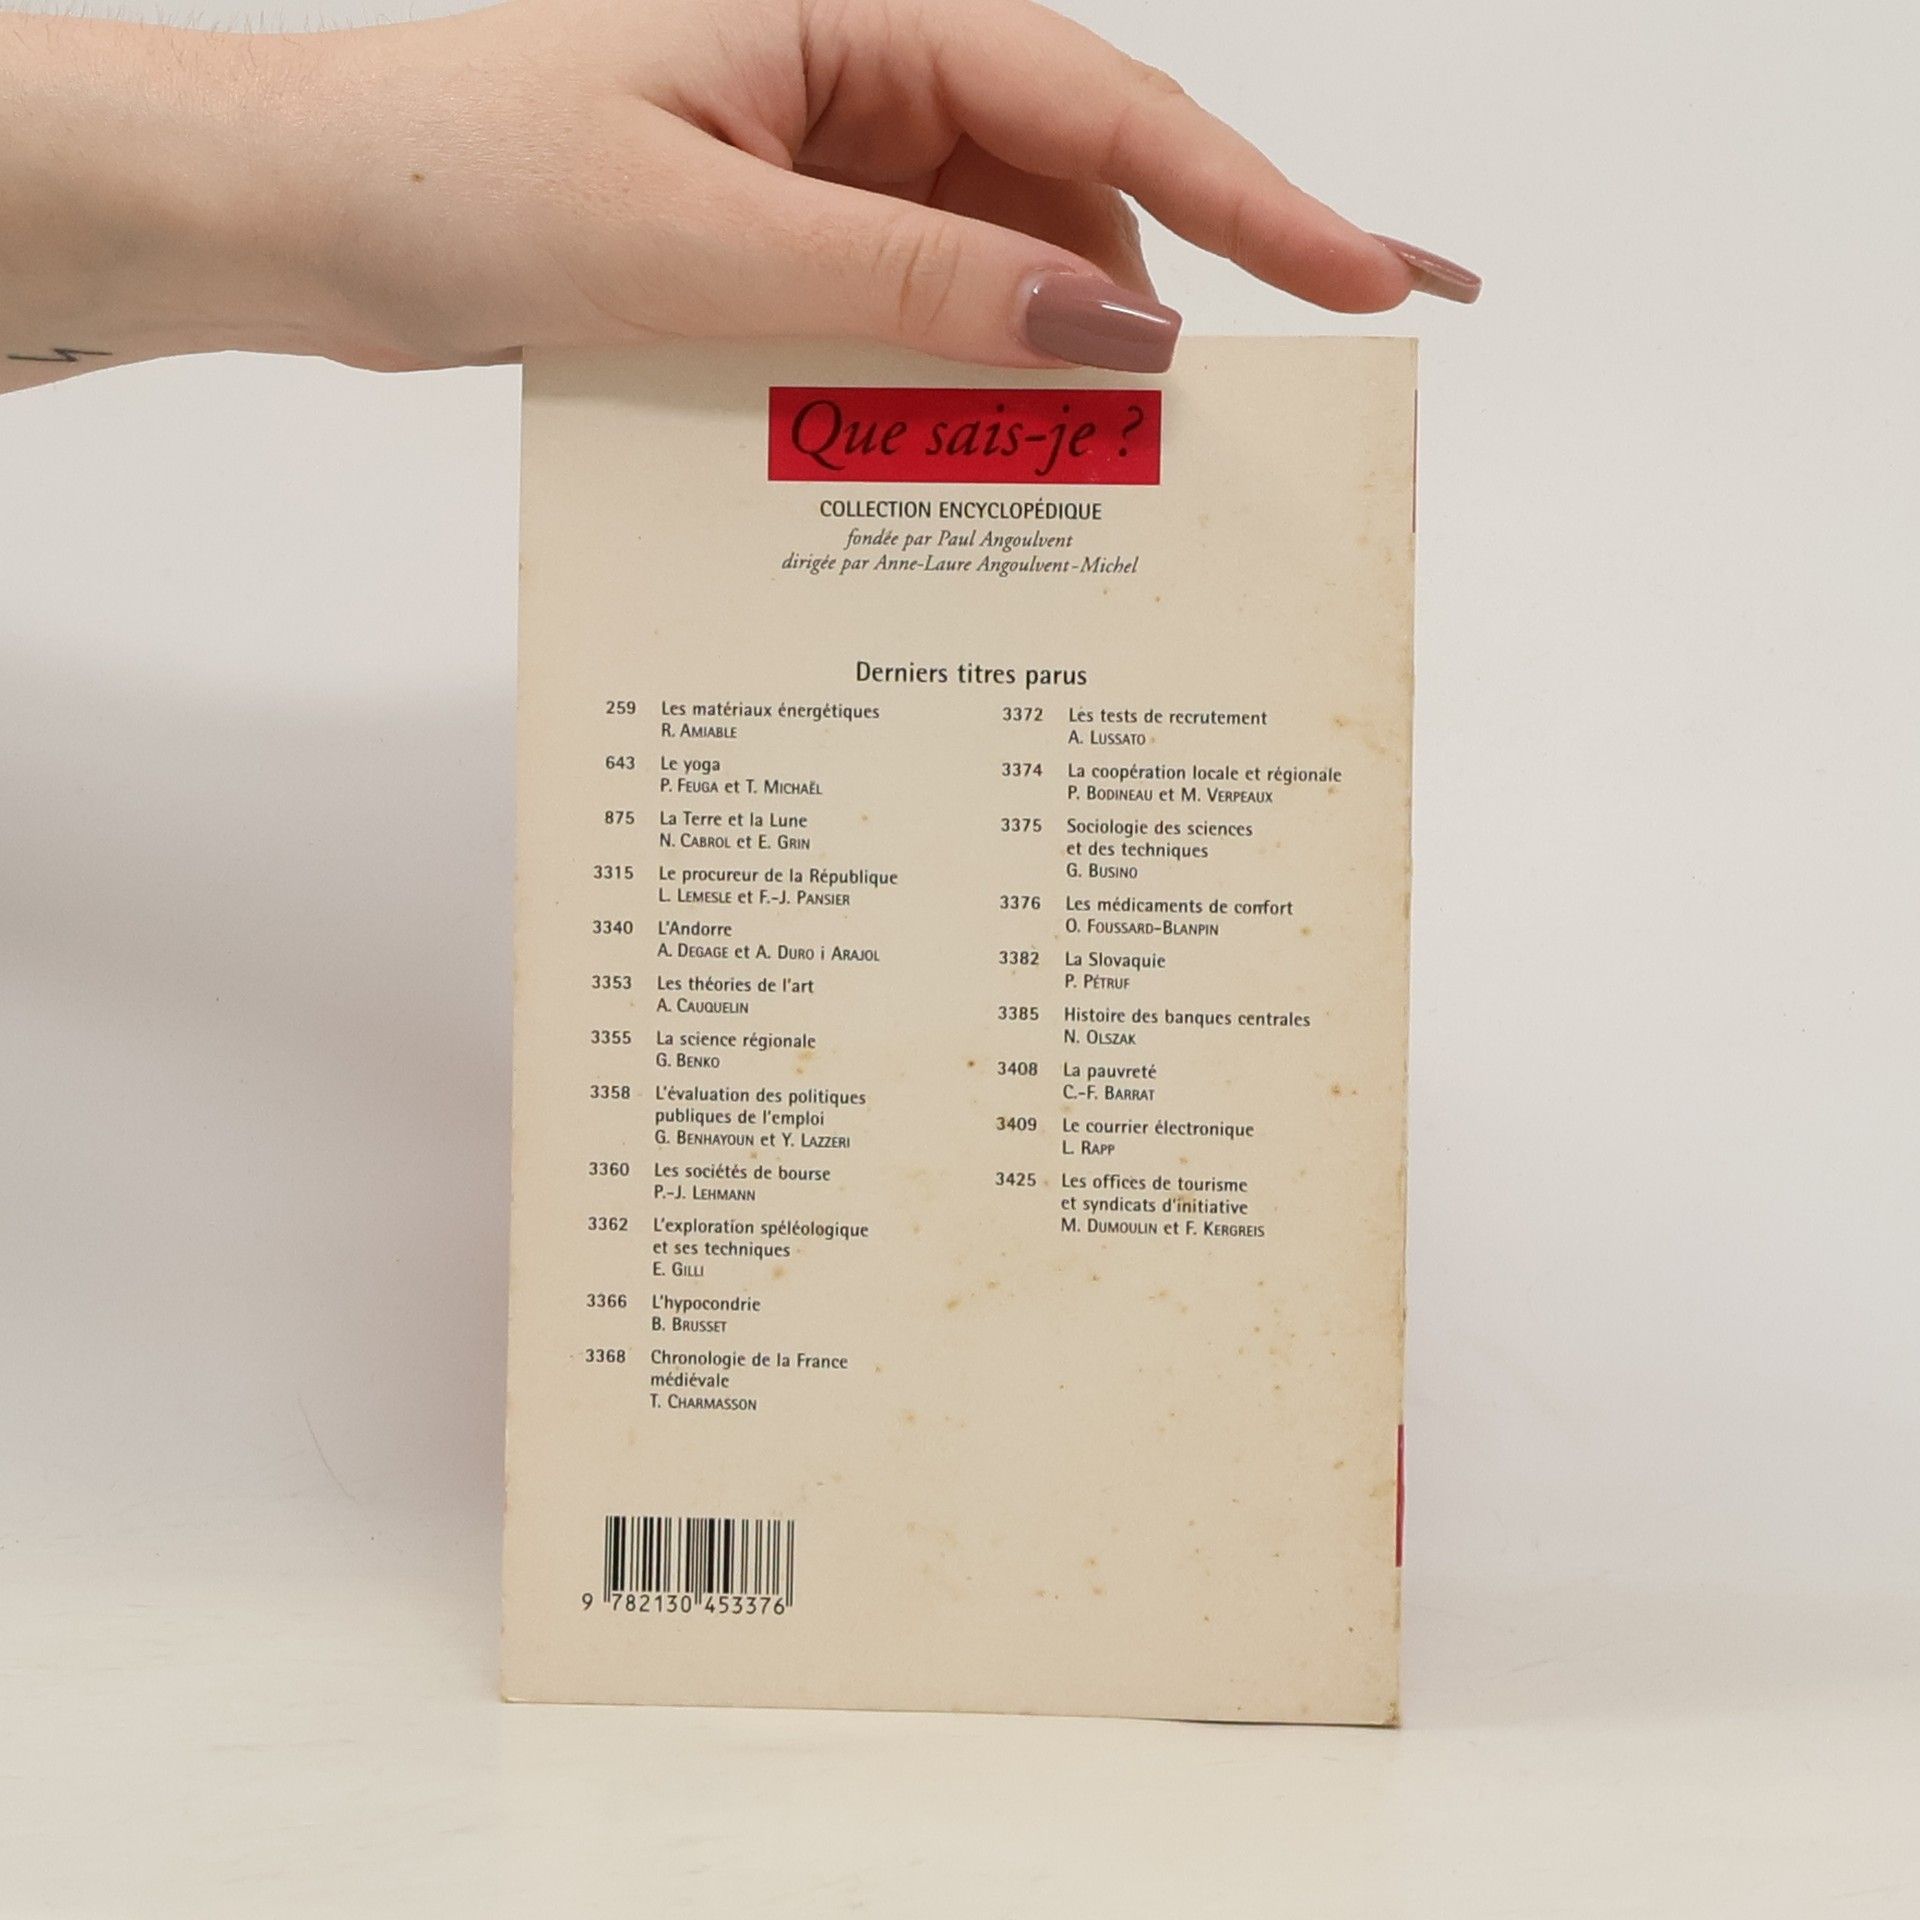 Que sais-je ?
COLLECTION ENCYCLOPÉDIQUE
fondée par Paul Angoulvent
dirigée par Anne-Laure Angoulvent-Michel
Derniers titres parus
259 Les matériaux énergétiques
R. AMIABLE
643 Le yoga
P. FEUGA et T. MICHAËL
875 La Terre et la Lune
N. CABROL et E. GRIN
3315 Le procureur de la République
L. LEMESLE et F.-J. PANSIER
3340 L'Andorre
A. DEGAGE et A. DURO i ARAJOL
3353 Les théories de l'art
A. CAUQUELIN
3355 La science régionale
G. BENKO
3358 L'évaluation des politiques
publiques de l'emploi
G. BENHAYOUN et Y. LAZZERI
3360 Les sociétés de bourse
P.-J. LEHMANN
3362 L'exploration spéléologique
et ses techniques
E. GILLI
3366 L'hypocondrie
B. BRUSSET
3368 Chronologie de la France
médiévale
T. CHARMASSON
3372 Les tests de recrutement
A. LUSSATO
3374 La coopération locale et régionale
P. BODINEAU et M. VERPEAUX
3375 Sociologie des sciences
et des techniques
G. BUSINO
3376 Les médicaments de confort
O. FOUSSARD-BLANPIN
3382 La Slovaquie
P. PÉTRUF
3385 Histoire des banques centrales
N. OLSZAK
3408 La pauvreté
C.-F. BARRAT
3409 Le courrier électronique
L. RAPP
3425 Les offices de tourisme
et syndicats d'initiative
M. DUMOULIN et F. KERGREIS
9 782130 453376